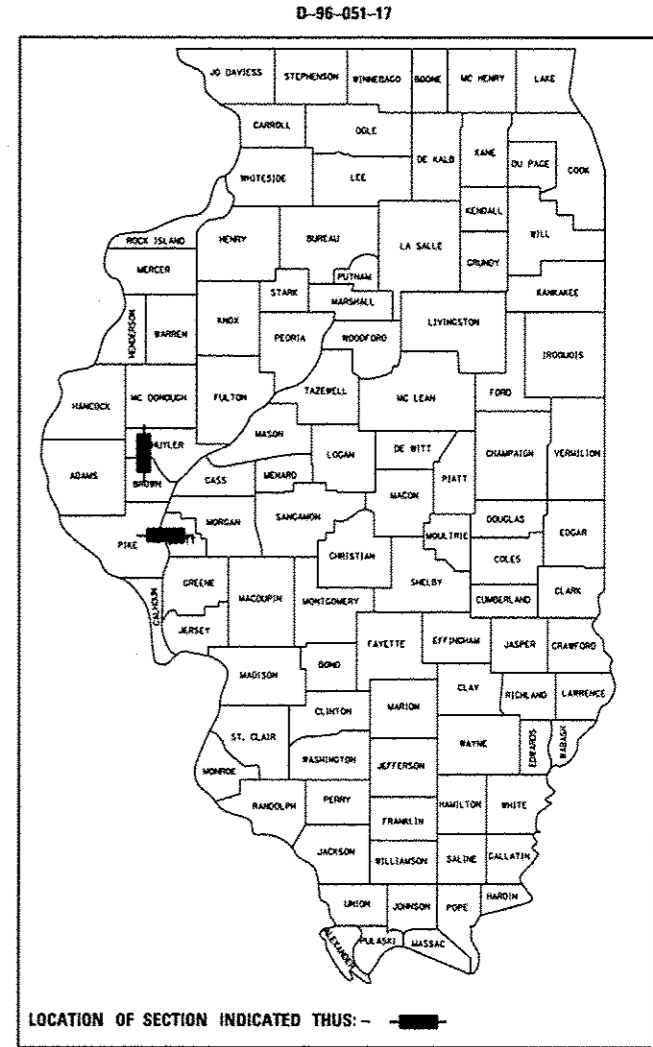 D-96-051-17
JO DAVIESS STEPHENSON WINNEBAGO BOONE MC HENRY LAKE
CARROLL OGLE
DE KALB KANE DU PAGE COOK
WHITESIDE LEE
KENDALL WILL
ROCK ISLAND HENRY BUREAU LA SALLE GRUNDY
MERCER PUTNAM KANKAKEE
STARK MARSHALL
HENDERSON WARREN KNOX LIVINGSTON
PEORIA WOODFORD IROQUOIS
HANCOCK MC DONOUGH FULTON TAZEWELL MC LEAN FORD
MASON
HUYLER LOGAN DE WITT CHAMPAIGN VERMILION
ADAMS BROWN CASS MENARD PIATT
MACON
MORGAN SANGAMON DOUGLAS
PIKE MOULTRIE EDGAR
CHRISTIAN COLES
GREENE SHELBY
CALHOUN MACOUPIN MONTGOMERY CUMBERLAND CLARK
JERSEY
FAYETTE EFFINGHAM JASPER CRAWFORD
BOND
MADISON CLAY
CLINTON MARION RICHLAND LAWRENCE
ST. CLAIR WAYNE EDWARDS WABASH
WASHINGTON JEFFERSON
MONROE
RANDOLPH PERRY HAMILTON WHITE
FRANKLIN
JACKSON
WILLIAMSON SALINE GALLATIN
HARDIN
UNION JOHNSON POPE
ALEXANDER PULASKI MASSAC
LOCATION OF SECTION INDICATED THUS: -